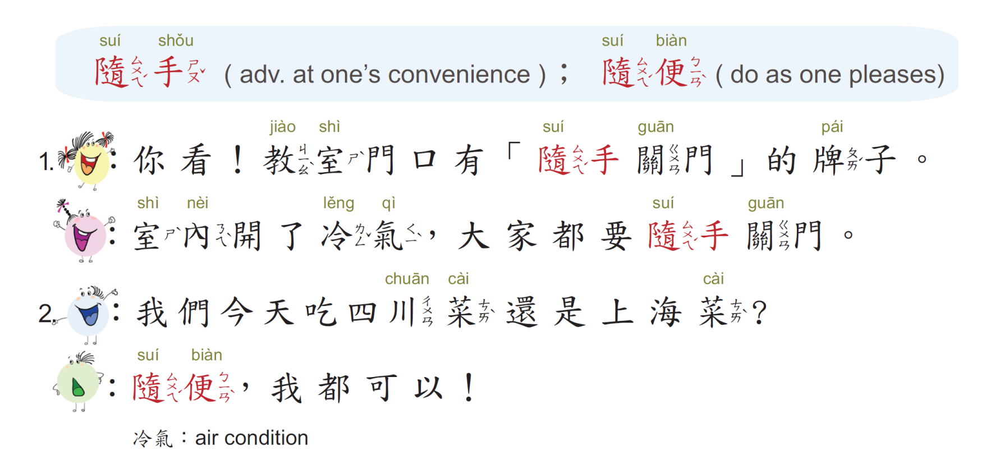 suí shǒu suí biàn
隨ㄙㄨㄟˊ手ㄕㄡˇ ( adv. at one's convenience )； 隨ㄙㄨㄟˊ便ㄅㄧㄢˋ ( do as one pleases)
jiào shì suí guān pái
1. ：你看！教ㄐㄧㄠˋ室ㄕˋ門口有「隨ㄙㄨㄟˊ手關ㄍㄨㄢ門」的牌ㄆㄞˊ子。
shì nèi lěng qì suí guān
：室ㄕˋ內ㄋㄟˋ開了冷ㄌㄥˇ氣ㄑㄧˋ，大家都要隨ㄙㄨㄟˊ手關ㄍㄨㄢ門。
chuān cài cài
2. ：我們今天吃四川ㄔㄨㄢ菜ㄘㄞˋ還是上海菜ㄘㄞˋ？
suí biàn
：隨ㄙㄨㄟˊ便ㄅㄧㄢˋ，我都可以！
冷氣：air condition